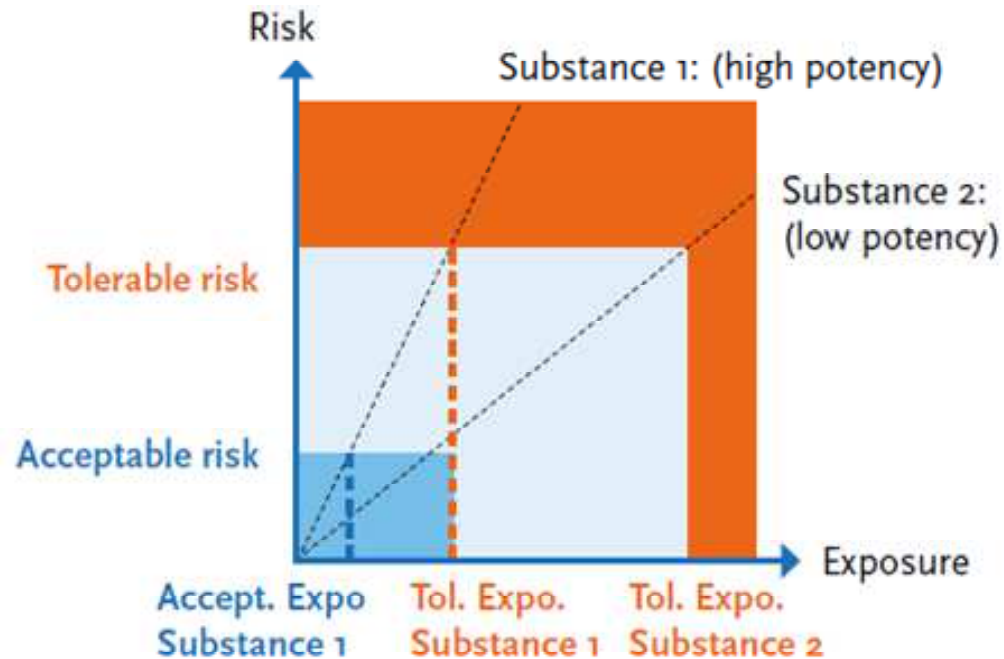 Risk
Substance 1: (high potency)
Substance 2:
(low potency)
Tolerable risk
Acceptable risk
Exposure
Accept. Expo
Substance 1
Tol. Expo.
Substance 1
Tol. Expo.
Substance 2